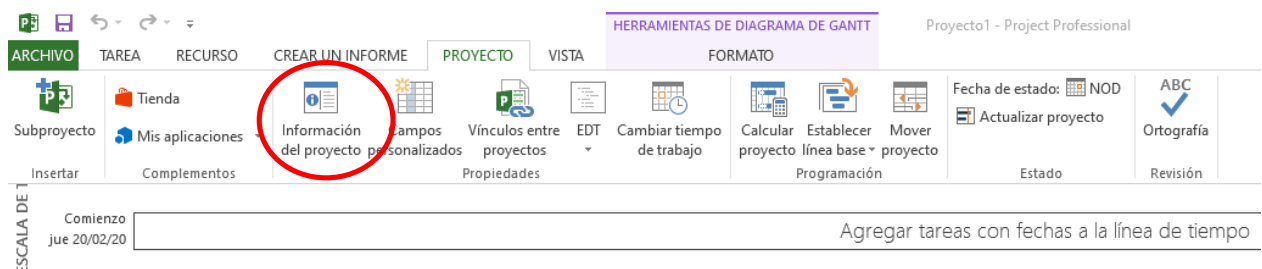 HERRAMIENTAS DE DIAGRAMA DE GANTT Proyecto1 - Project Professional
ARCHIVO TAREA RECURSO CREAR UN INFORME PROYECTO VISTA FORMATO
Subproyecto
Tienda
Mis aplicaciones
Información
del proyecto
Campos
personalizados
Vínculos entre
proyectos
EDT
Cambiar tiempo
de trabajo
Calcular
proyecto
Establecer
línea base
Mover
proyecto
Fecha de estado: NOD
Actualizar proyecto
ABC
Ortografía
Insertar Complementos Propiedades Programación Estado Revisión
ESCALA DE T
Comienzo
jue 20/02/20
Agregar tareas con fechas a la línea de tiempo